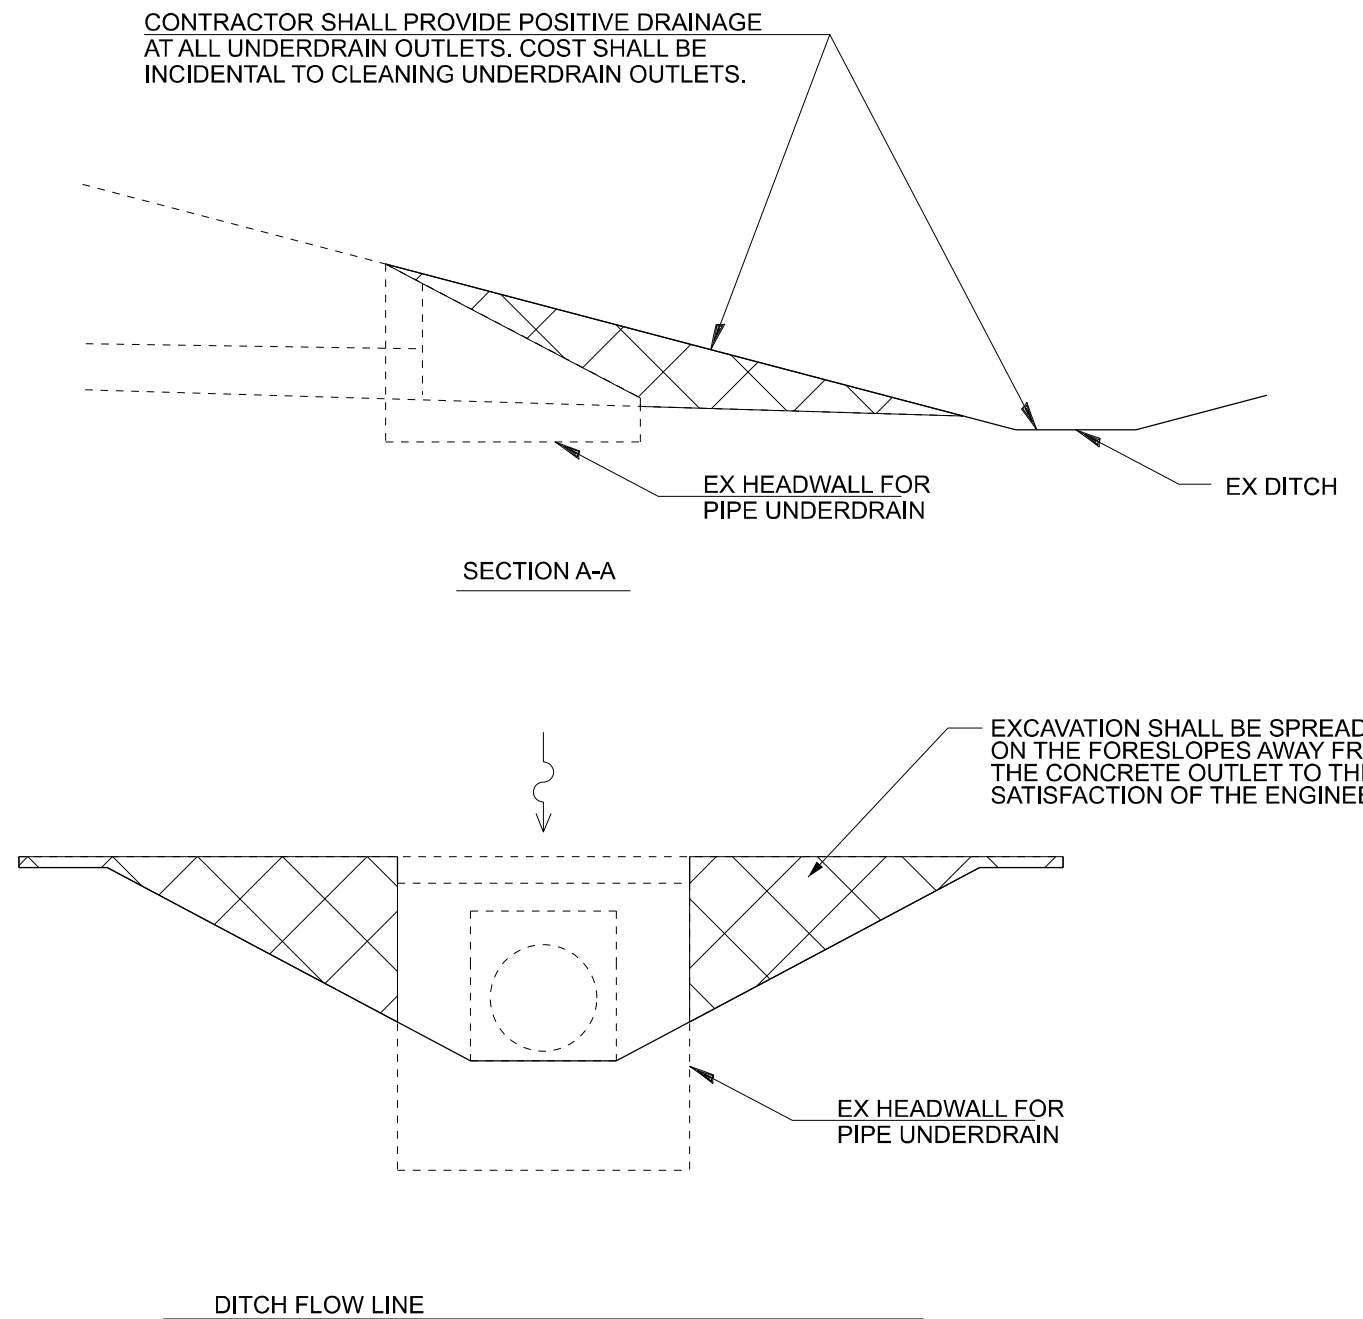 CONTRACTOR SHALL PROVIDE POSITIVE DRAINAGE
AT ALL UNDERDRAIN OUTLETS. COST SHALL BE
INCIDENTAL TO CLEANING UNDERDRAIN OUTLETS.
EX HEADWALL FOR
PIPE UNDERDRAIN
EX DITCH
SECTION A-A
EXCAVATION SHALL BE SPREAD
ON THE FORESLOPES AWAY
THE CONCRETE OUTLET TO
SATISFACTION OF THE
EX HEADWALL FOR
PIPE UNDERDRAIN
DITCH FLOW LINE